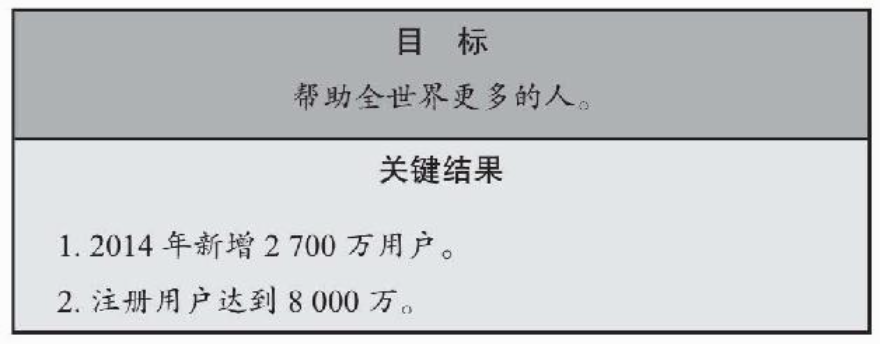 目 标
帮助全世界更多的人。
关键结果
1. 2014 年新增 2 700 万用户。
2. 注册用户达到 8 000 万。